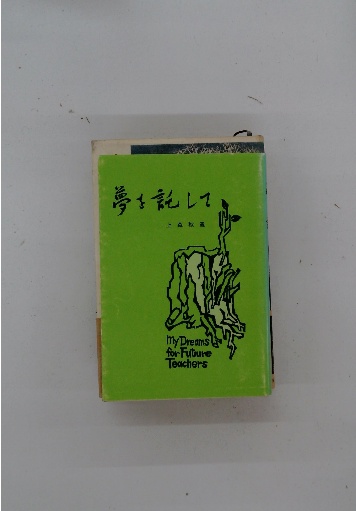 夢を託して
My Dreams
for Future
Teachers